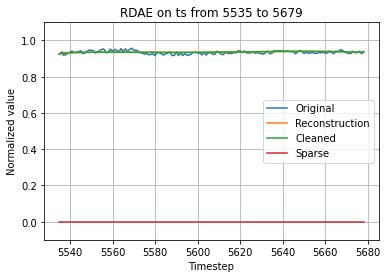 RDAE on ts from 5535 to 5679
Normalized value
1.0
0.8
0.6
0.4
0.2
0.0
Original
Reconstruction
Cleaned
Sparse
5540 5560 5580 5600 5620 5640 5660 5680
Timestep